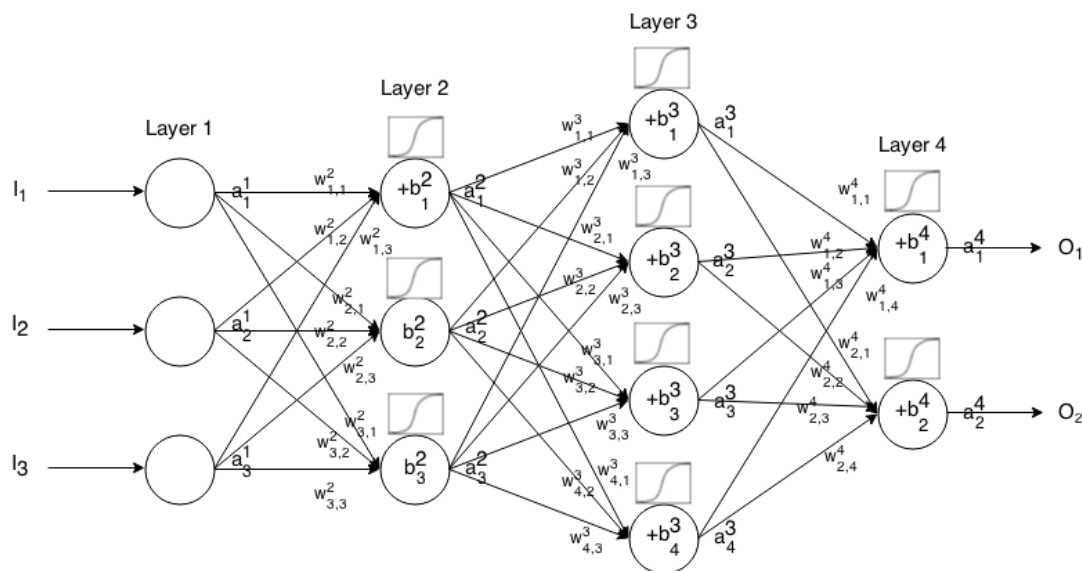 Layer 3
Layer 2
Layer 1
Layer 4
I₁
I₂
I₃
a¹₁
a¹₂
a¹₃
w²₁,₁
w²₁,₂
w²₁,₃
w²₂,₁
w²₂,₂
w²₂,₃
w²₃,₁
w²₃,₂
w²₃,₃
+b²₁
b²₂
b²₃
a²₁
a²₂
a²₃
w³₁,₁
w³₁,₂
w³₁,₃
w³₂,₁
w³₂,₂
w³₂,₃
w³₃,₁
w³₃,₂
w³₃,₃
w³₄,₁
w³₄,₂
w³₄,₃
+b³₁
+b³₂
+b³₃
+b³₄
a³₁
a³₂
a³₃
a³₄
w⁴₁,₁
w⁴₁,₂
w⁴₁,₃
w⁴₁,₄
w⁴₂,₁
w⁴₂,₂
w⁴₂,₃
w⁴₂,₄
+b⁴₁
+b⁴₂
a⁴₁
a⁴₂
O₁
O₂